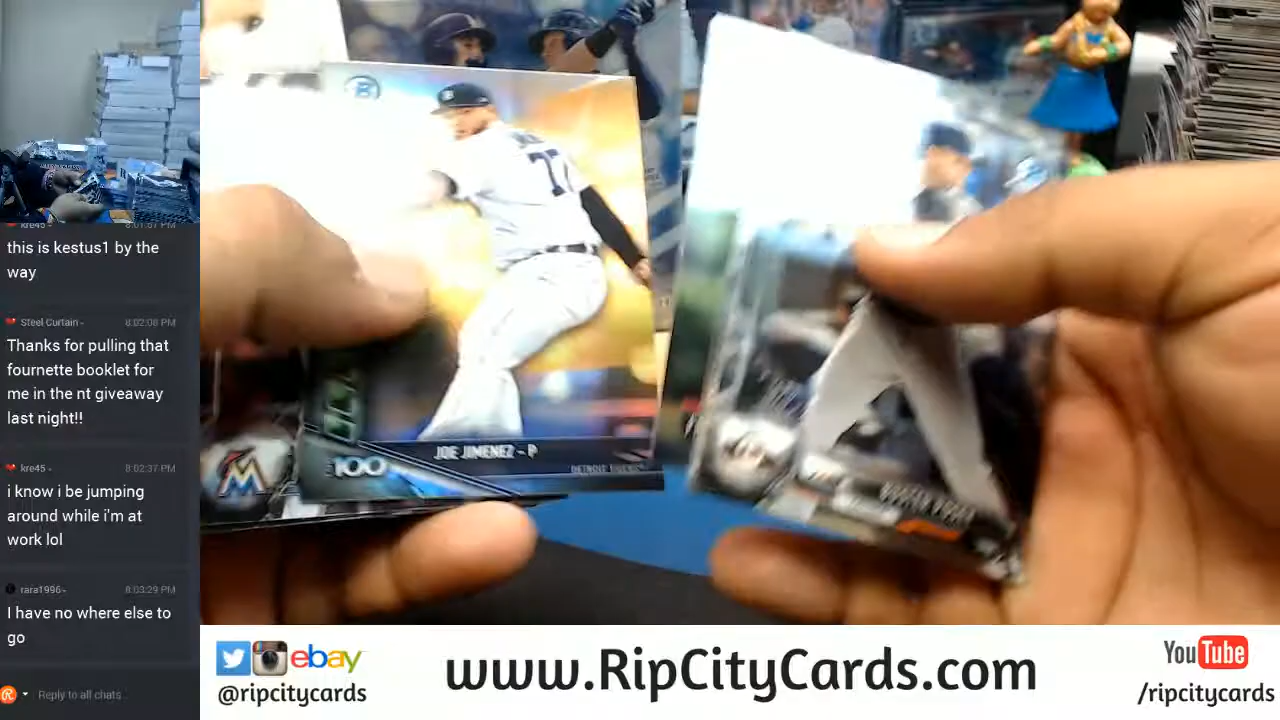 kre45-
this is kestus1 by the
way
Steel Curtain-
8:02:08 PM
Thanks for pulling that
fournette booklet for
me in the nt giveaway
last night!!
kre45-
8:02:37 PM
i know i be jumping
around while i'm at
work lol
rara1996-
8:03:29 PM
I have no where else to
go
Reply to all chats...
B
77
JOE JIMENEZ - P
100
ebay
@ripcitycards
www.RipCityCards.com
YouTube
/ripcitycards